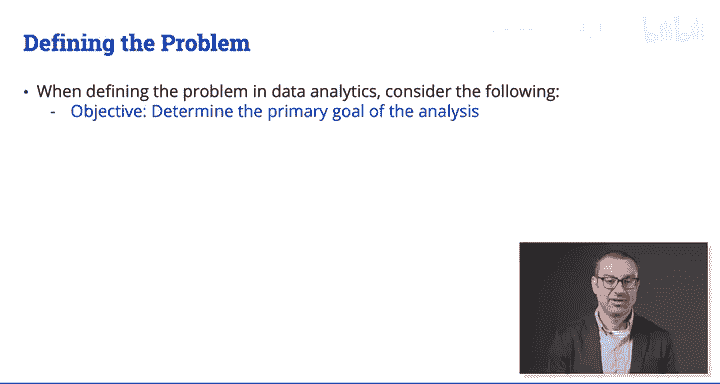 Defining the Problem
• When defining the problem in data analytics, consider the following:
- Objective: Determine the primary goal of the analysis